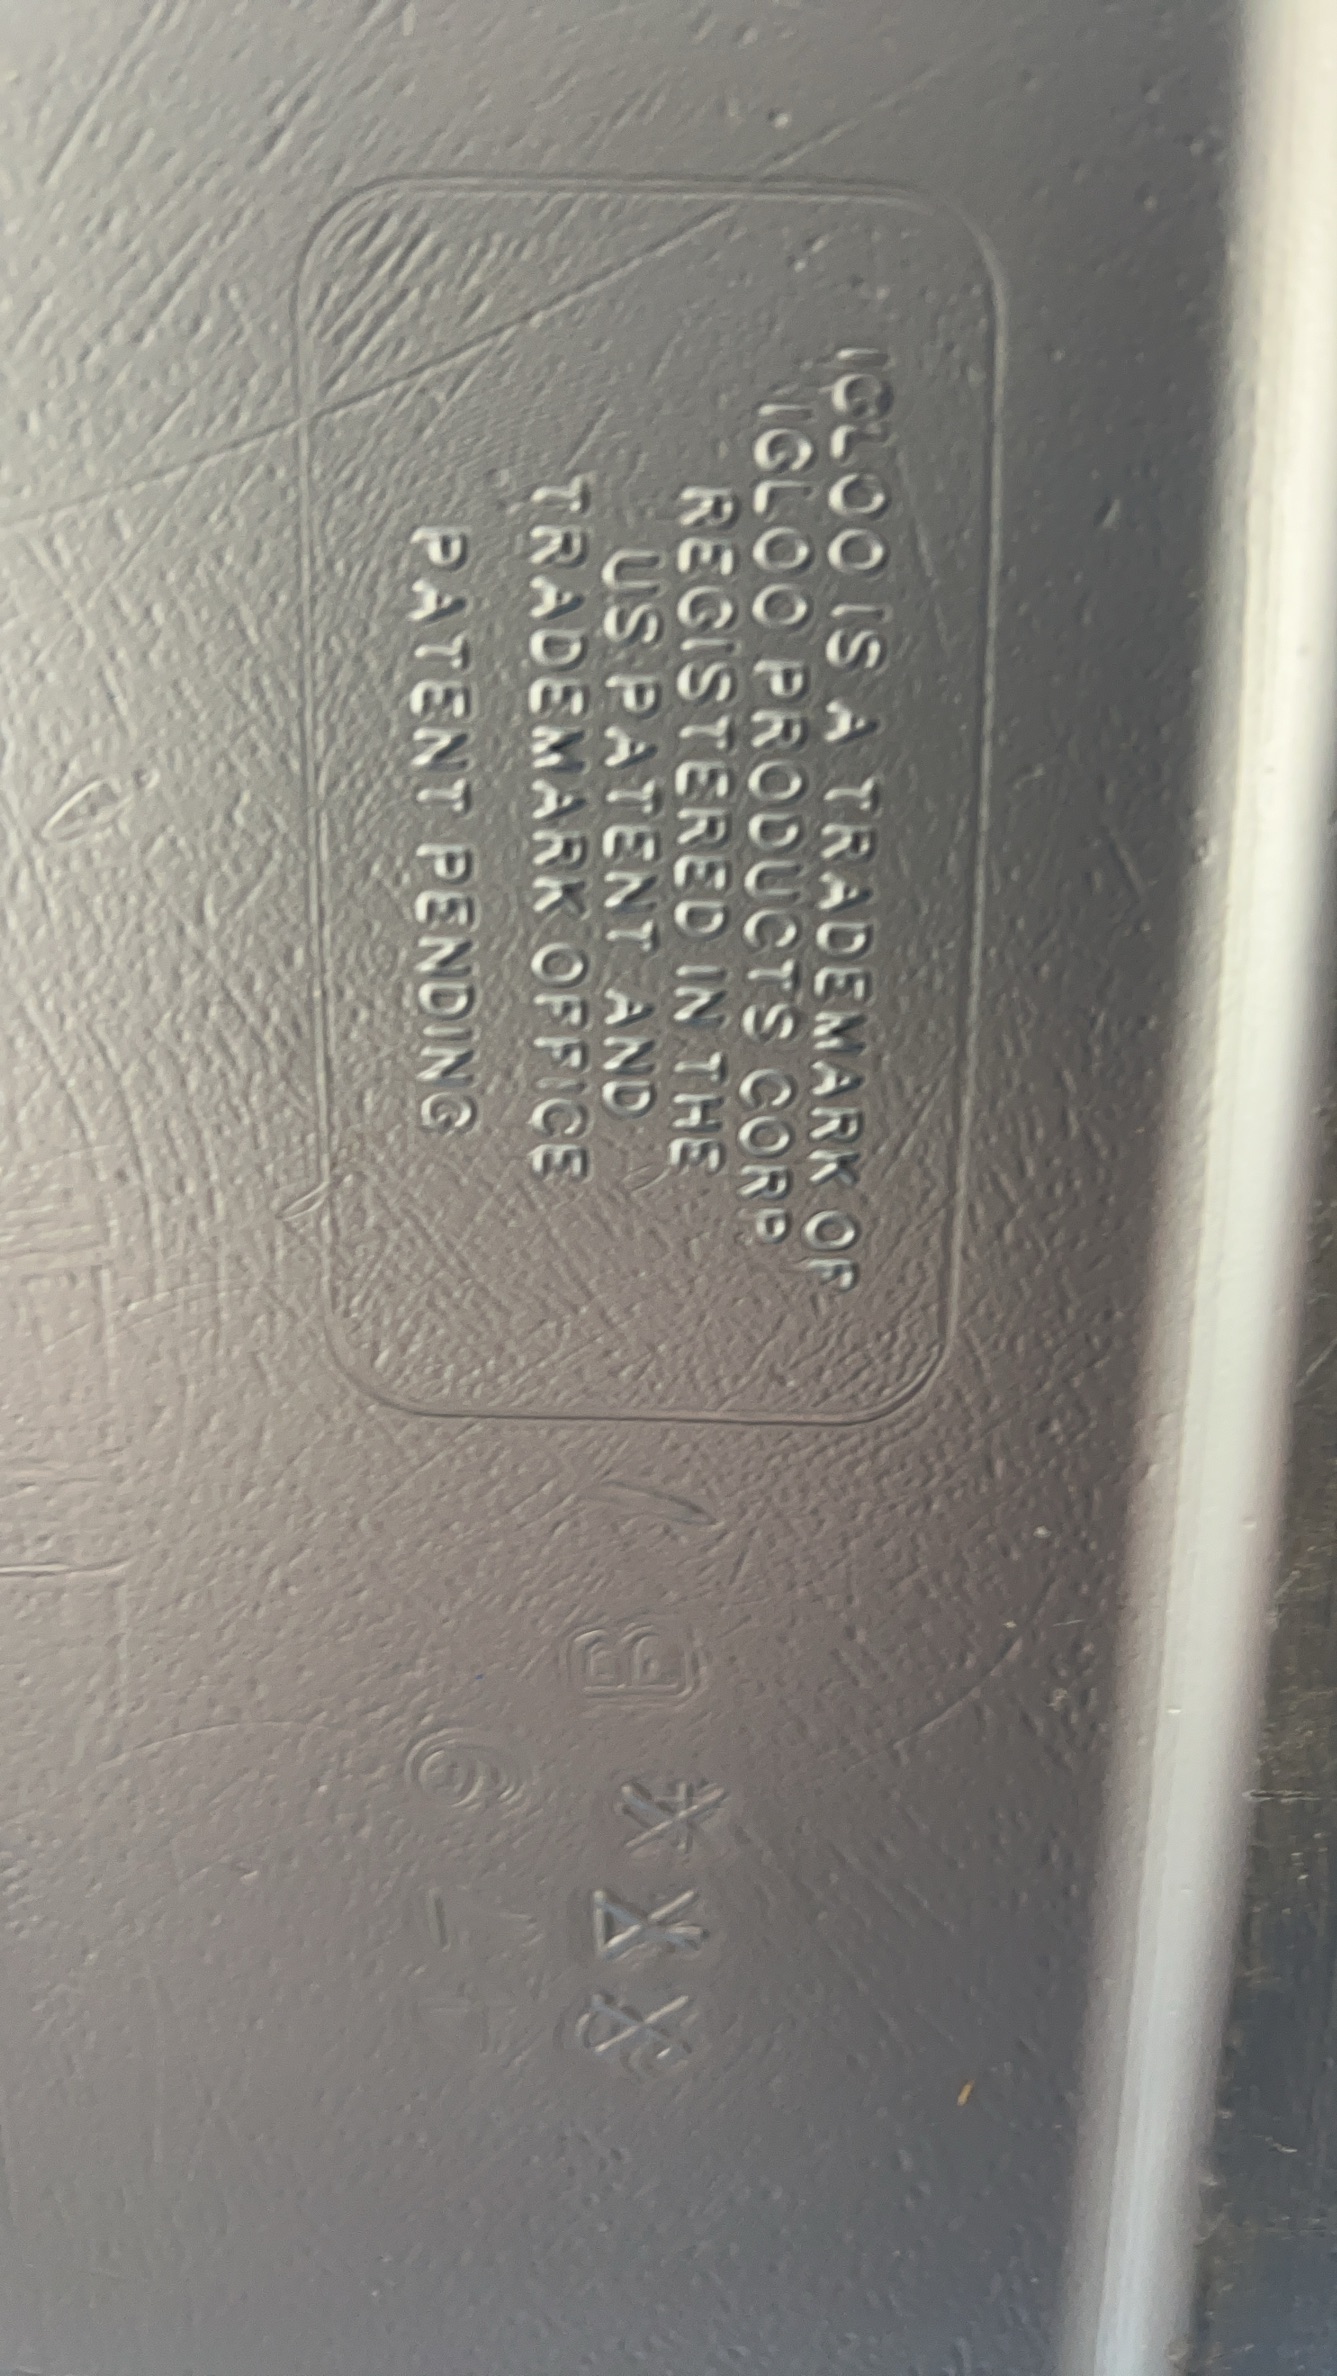 IGLOO IS A TRADEMARK OF
IGLOO PRODUCTS CORP
REGISTERED IN THE
US PATENT AND
TRADEMARK OFFICE
PATENT PENDING
B